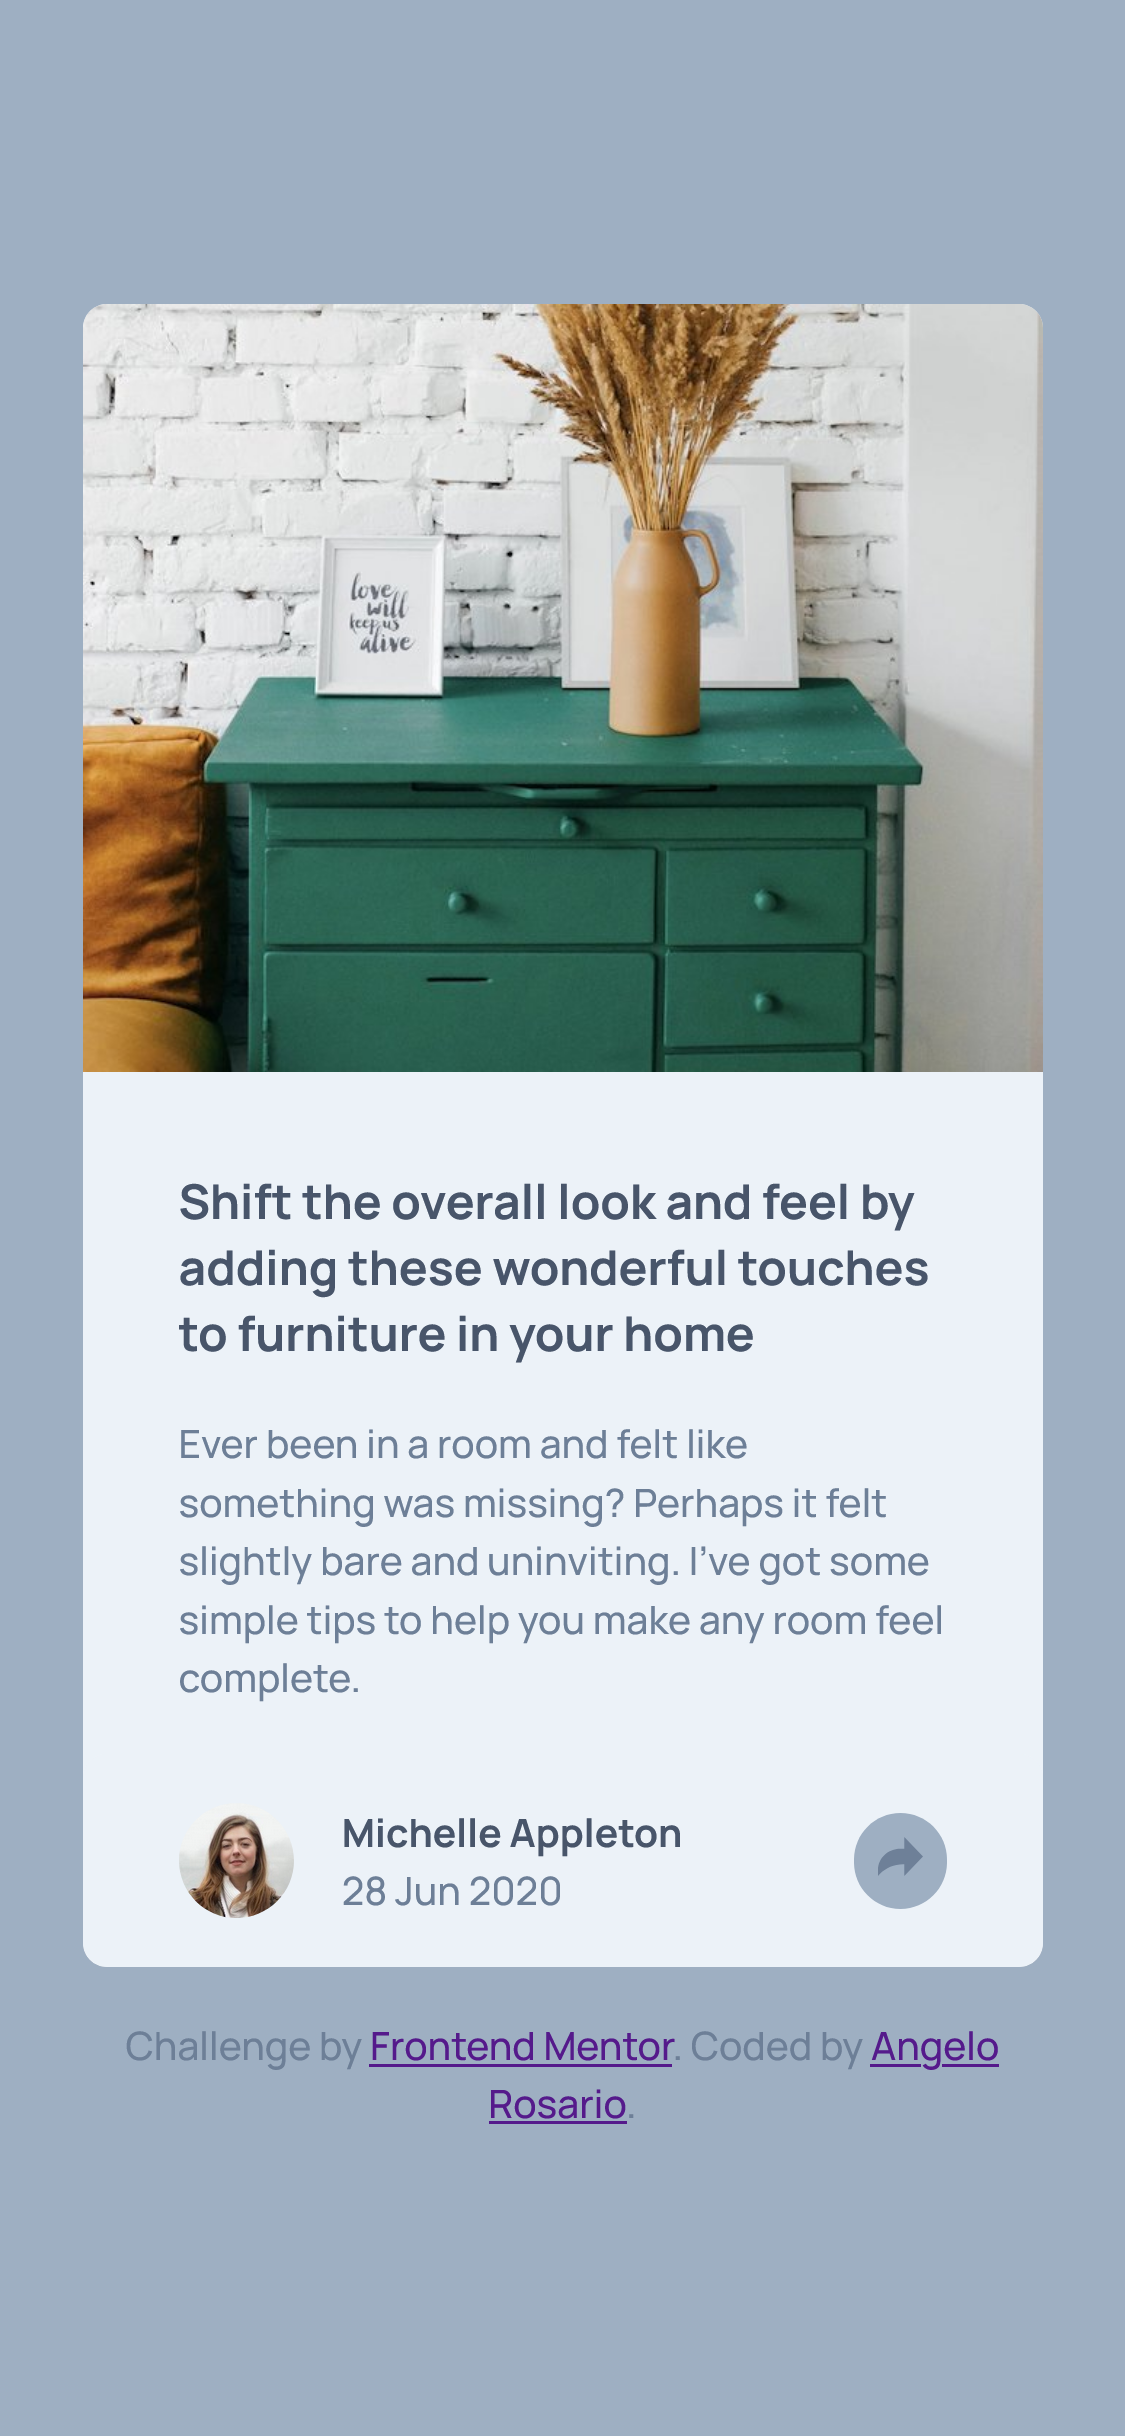 love
will
keep us
alive
Shift the overall look and feel by
adding these wonderful touches
to furniture in your home
Ever been in a room and felt like
something was missing? Perhaps it felt
slightly bare and uninviting. I’ve got some
simple tips to help you make any room feel
complete.
Michelle Appleton
28 Jun 2020
Challenge by Frontend Mentor. Coded by Angelo
Rosario.